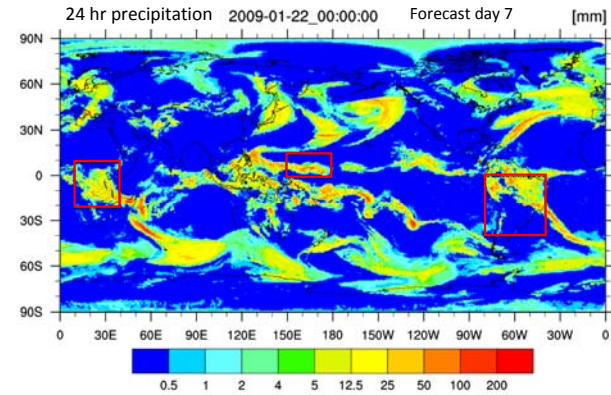 24 hr precipitation 2009-01-22_00:00:00 Forecast day 7 [mm]
90N
60N
30N
0
30S
60S
90S
0 30E 60E 90E 120E 150E 180 150W 120W 90W 60W 30W 0
0.5 1 2 4 5 12.5 25 50 100 200